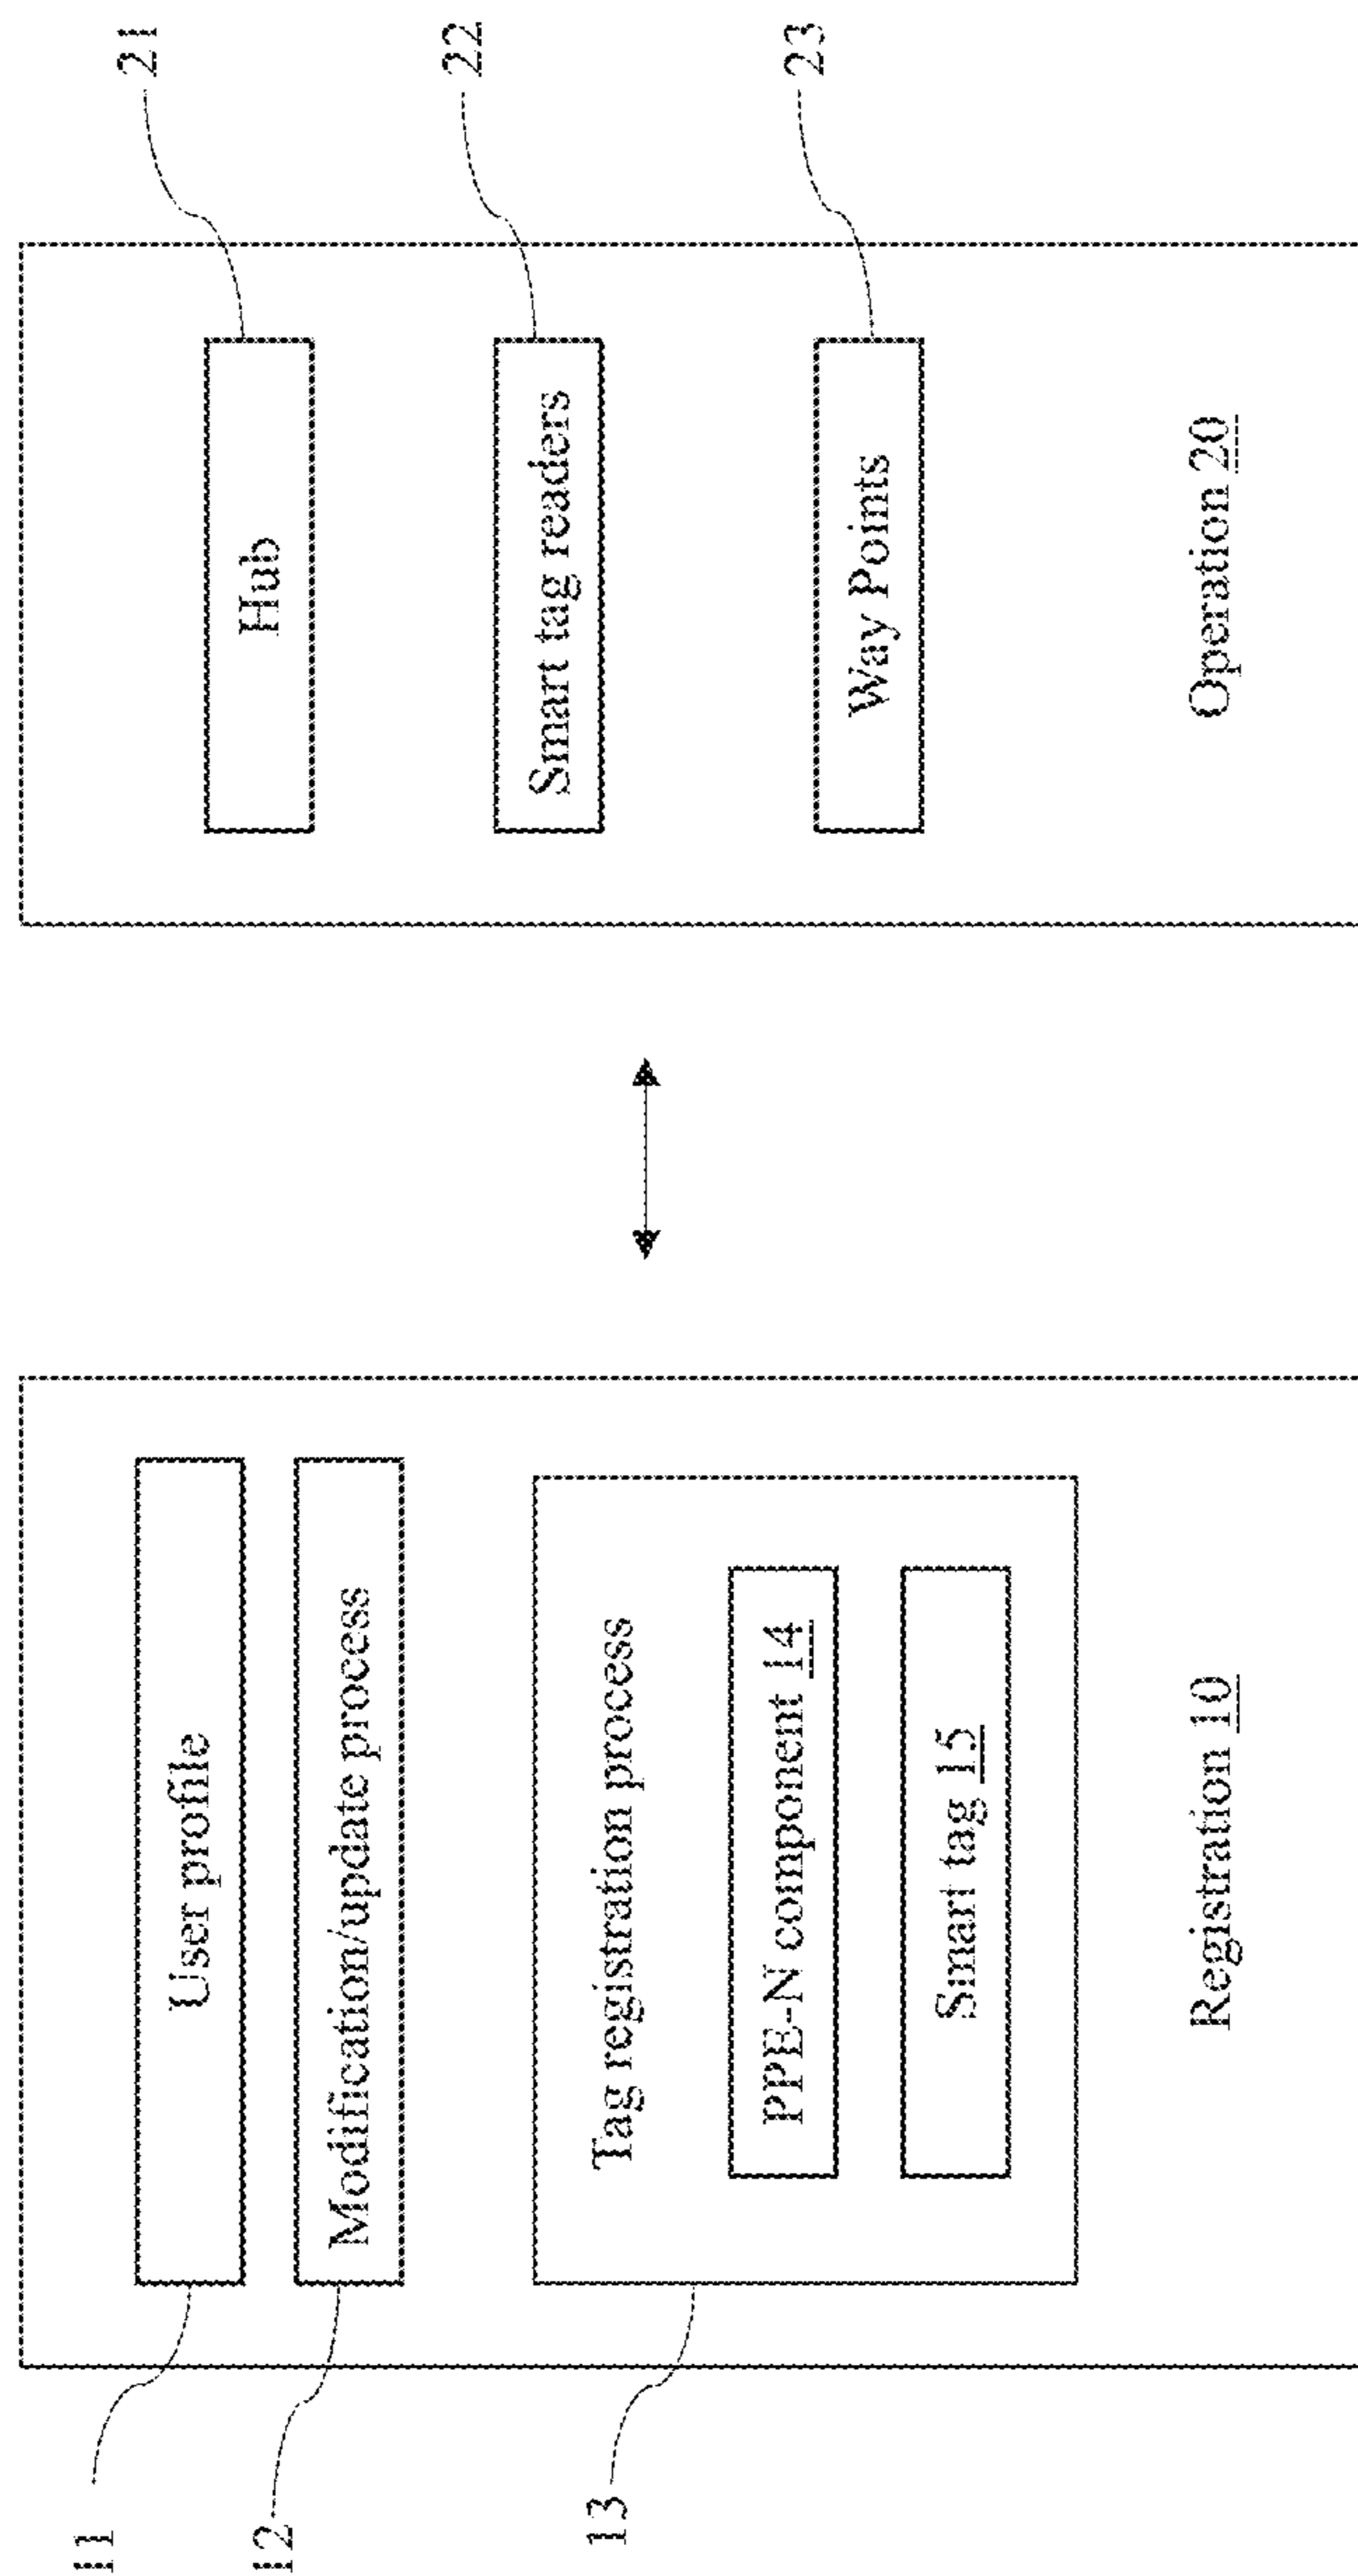 11
User profile
12
Modification/update process
13
Tag registration process
PPE-N component 14
Smart tag 15
Registration 10
21
Hub
22
Smart tag readers
23
Way Points
Operation 20